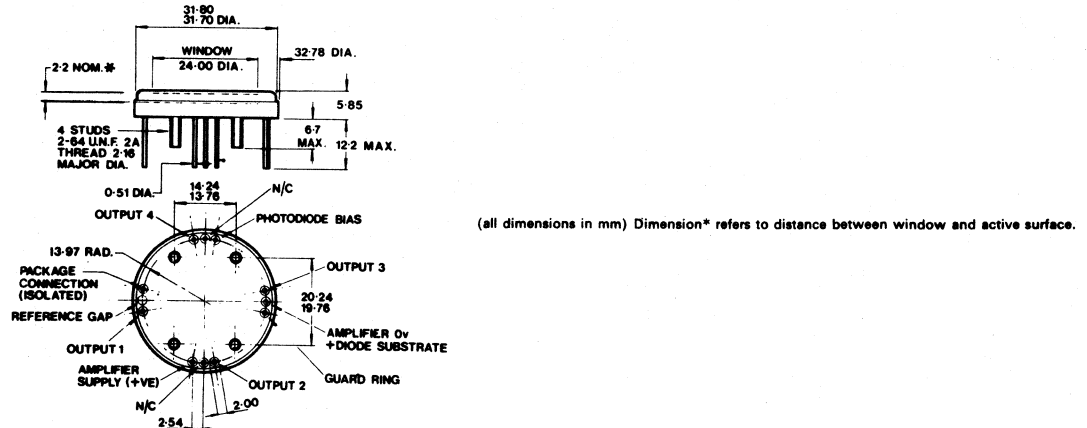 31·80
31·70 DIA.
WINDOW
24·00 DIA.
32·78 DIA.
2·2 NOM.*
5·85
4 STUDS
2-64 U.N.F. 2A
THREAD 2·16
MAJOR DIA.
6·7
MAX.
12·2 MAX.
0·51 DIA.
14·24
13·76
N/C
OUTPUT 4
PHOTODIODE BIAS
(all dimensions in mm) Dimension* refers to distance between window and active surface.
13·97 RAD.
OUTPUT 3
PACKAGE
CONNECTION
(ISOLATED)
20·24
19·76
REFERENCE GAP
AMPLIFIER 0v
+DIODE SUBSTRATE
OUTPUT 1
AMPLIFIER
SUPPLY (+VE)
GUARD RING
OUTPUT 2
N/C
2·00
2·54